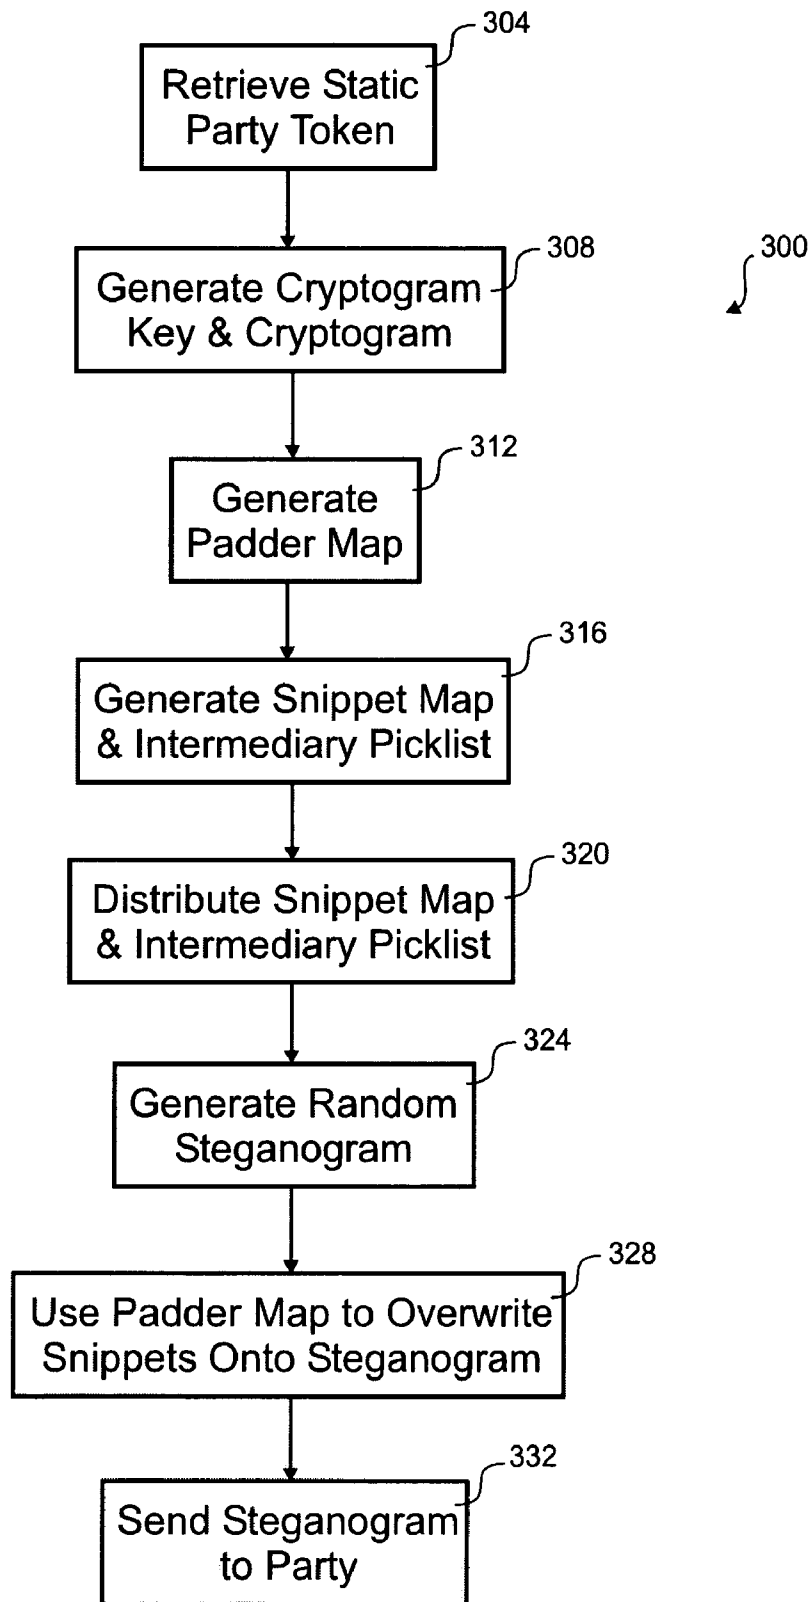 304
Retrieve Static
Party Token
308
300
Generate Cryptogram
Key & Cryptogram
312
Generate
Padder Map
316
Generate Snippet Map
& Intermediary Picklist
320
Distribute Snippet Map
& Intermediary Picklist
324
Generate Random
Steganogram
328
Use Padder Map to Overwrite
Snippets Onto Steganogram
332
Send Steganogram
to Party